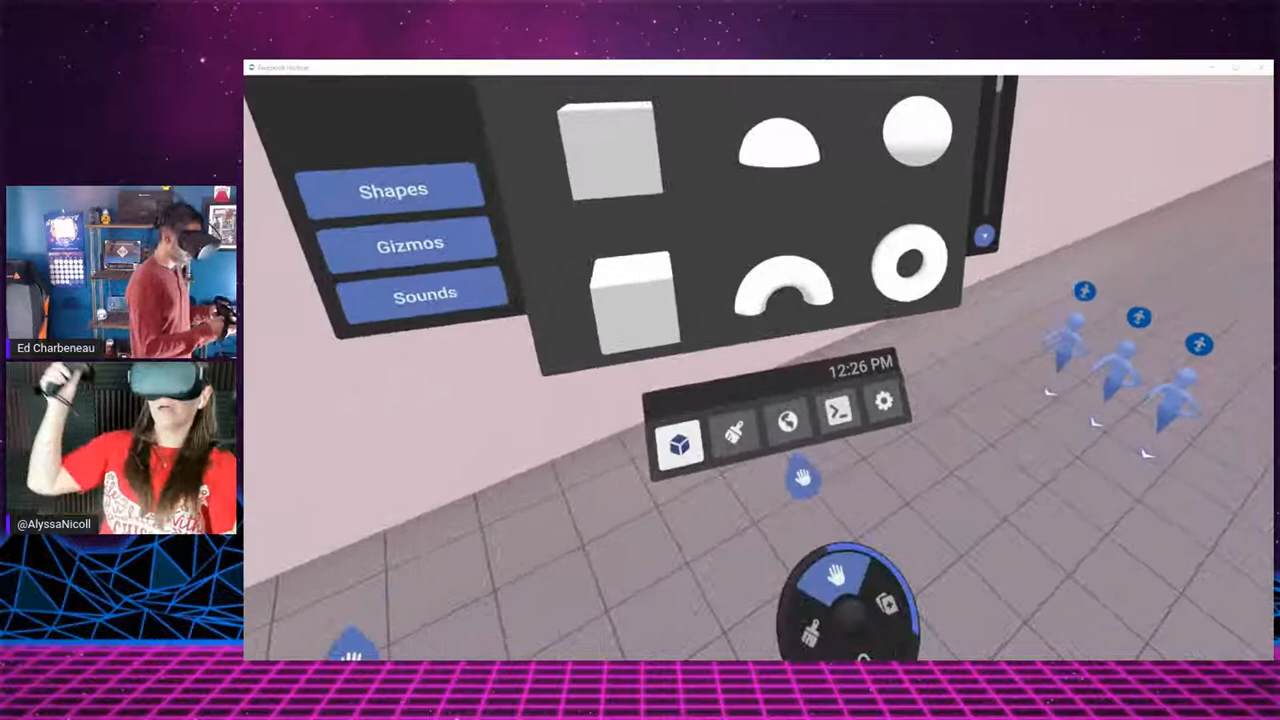 Shapes
Gizmos
Sounds
12:26 PM
Ed Charbeneau
@AlyssaNicoll